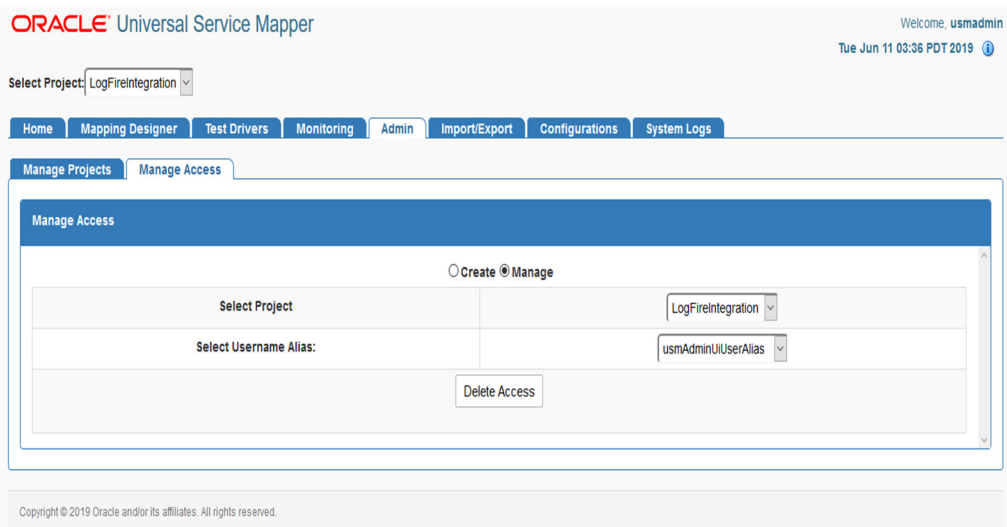 ORACLE® Universal Service Mapper
Welcome, usmadmin
Tue Jun 11 03:36 PDT 2019
Select Project: LogFireIntegration
Home Mapping Designer Test Drivers Monitoring Admin Import/Export Configurations System Logs
Manage Projects Manage Access
Manage Access
Create Manage
Select Project LogFireIntegration
Select Username Alias: usmAdminUiUserAlias
Delete Access
Copyright © 2019 Oracle and/or its affiliates. All rights reserved.